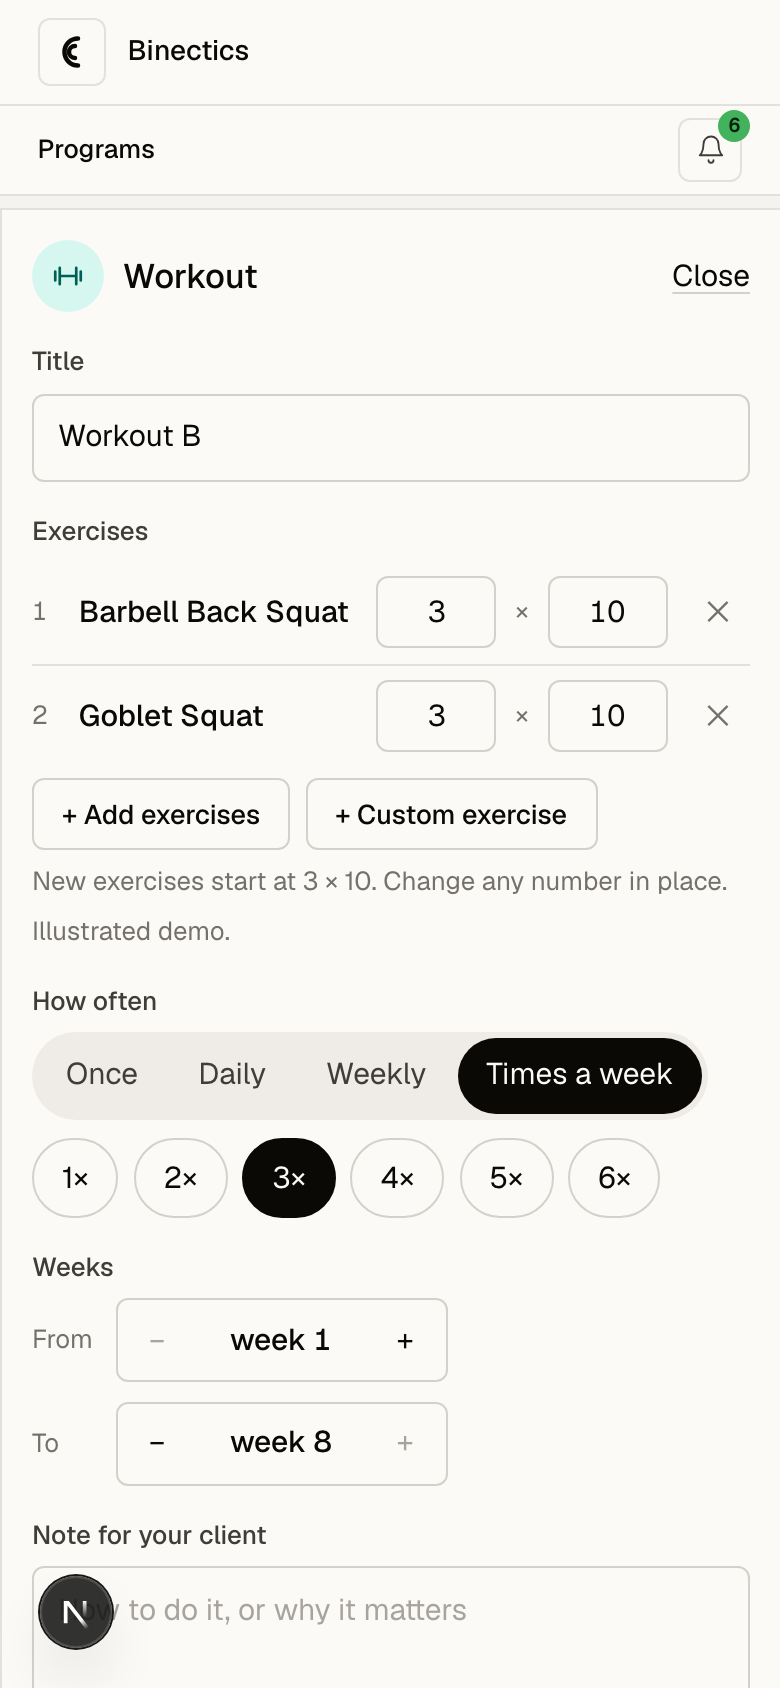 Binectics
Programs
6
Workout
Close
Title
Workout B
Exercises
1 Barbell Back Squat 3 × 10 ×
2 Goblet Squat 3 × 10 ×
+ Add exercises + Custom exercise
New exercises start at 3 × 10. Change any number in place.
Illustrated demo.
How often
Once Daily Weekly Times a week
1× 2× 3× 4× 5× 6×
Weeks
From − week 1 +
To − week 8 +
Note for your client
N
to do it, or why it matters